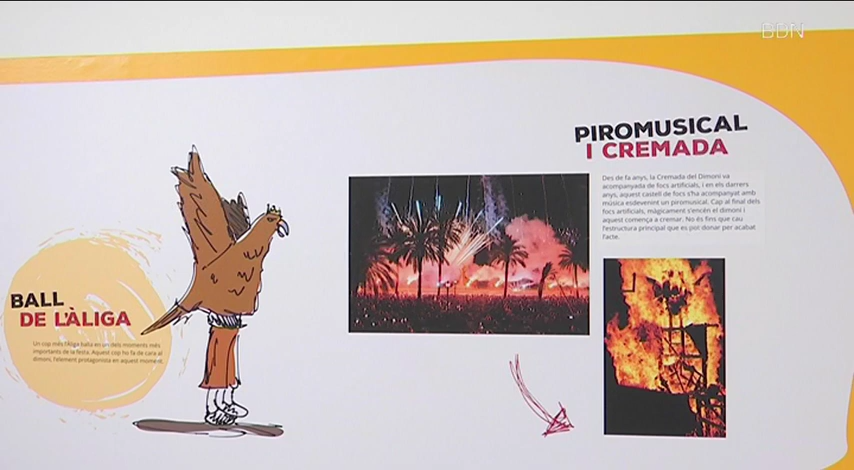 BDN
PIROMUSICAL
I CREMADA
Des de fa anys, la Cremada del Dimoni va
acompanyada de focs artificials, i en els darrers
anys, aquest castell de focs s'ha acompanyat amb
música esdevenint un piromusical. Cap al final dels
focs artificials, màgicament s'encén el dimoni i
aquest comença a cremar. No és fins que cau
l'estructura principal que es pot donar per acabat
l'acte.
BALL
DE L'ÀLIGA
Un cop més l'Àliga balla en un dels moments més
importants de la festa. Aquest cop ho fa de cara al
dimoni, l'element protagonista en aquest moment.